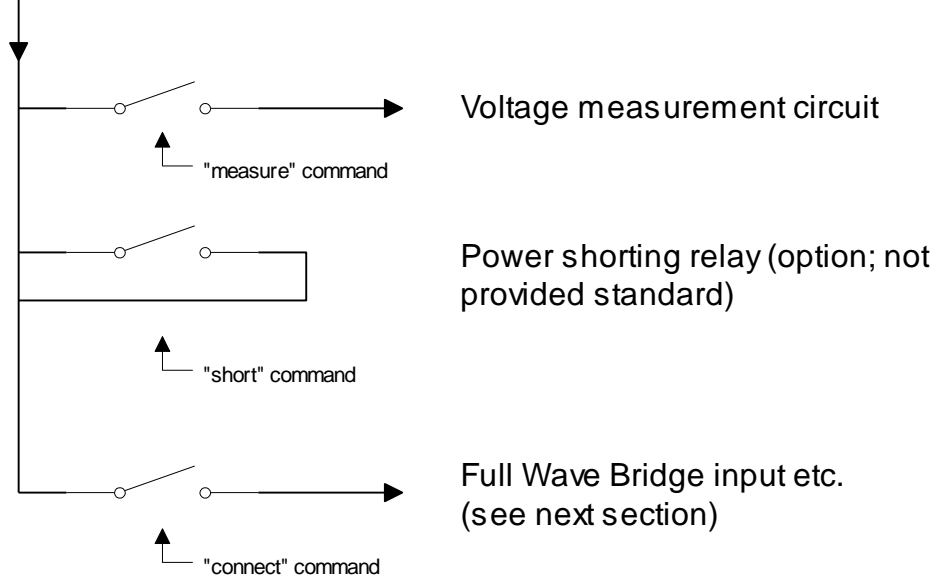 Voltage measurement circuit
"measure" command
Power shorting relay (option; not
provided standard)
"short" command
Full Wave Bridge input etc.
(see next section)
"connect" command